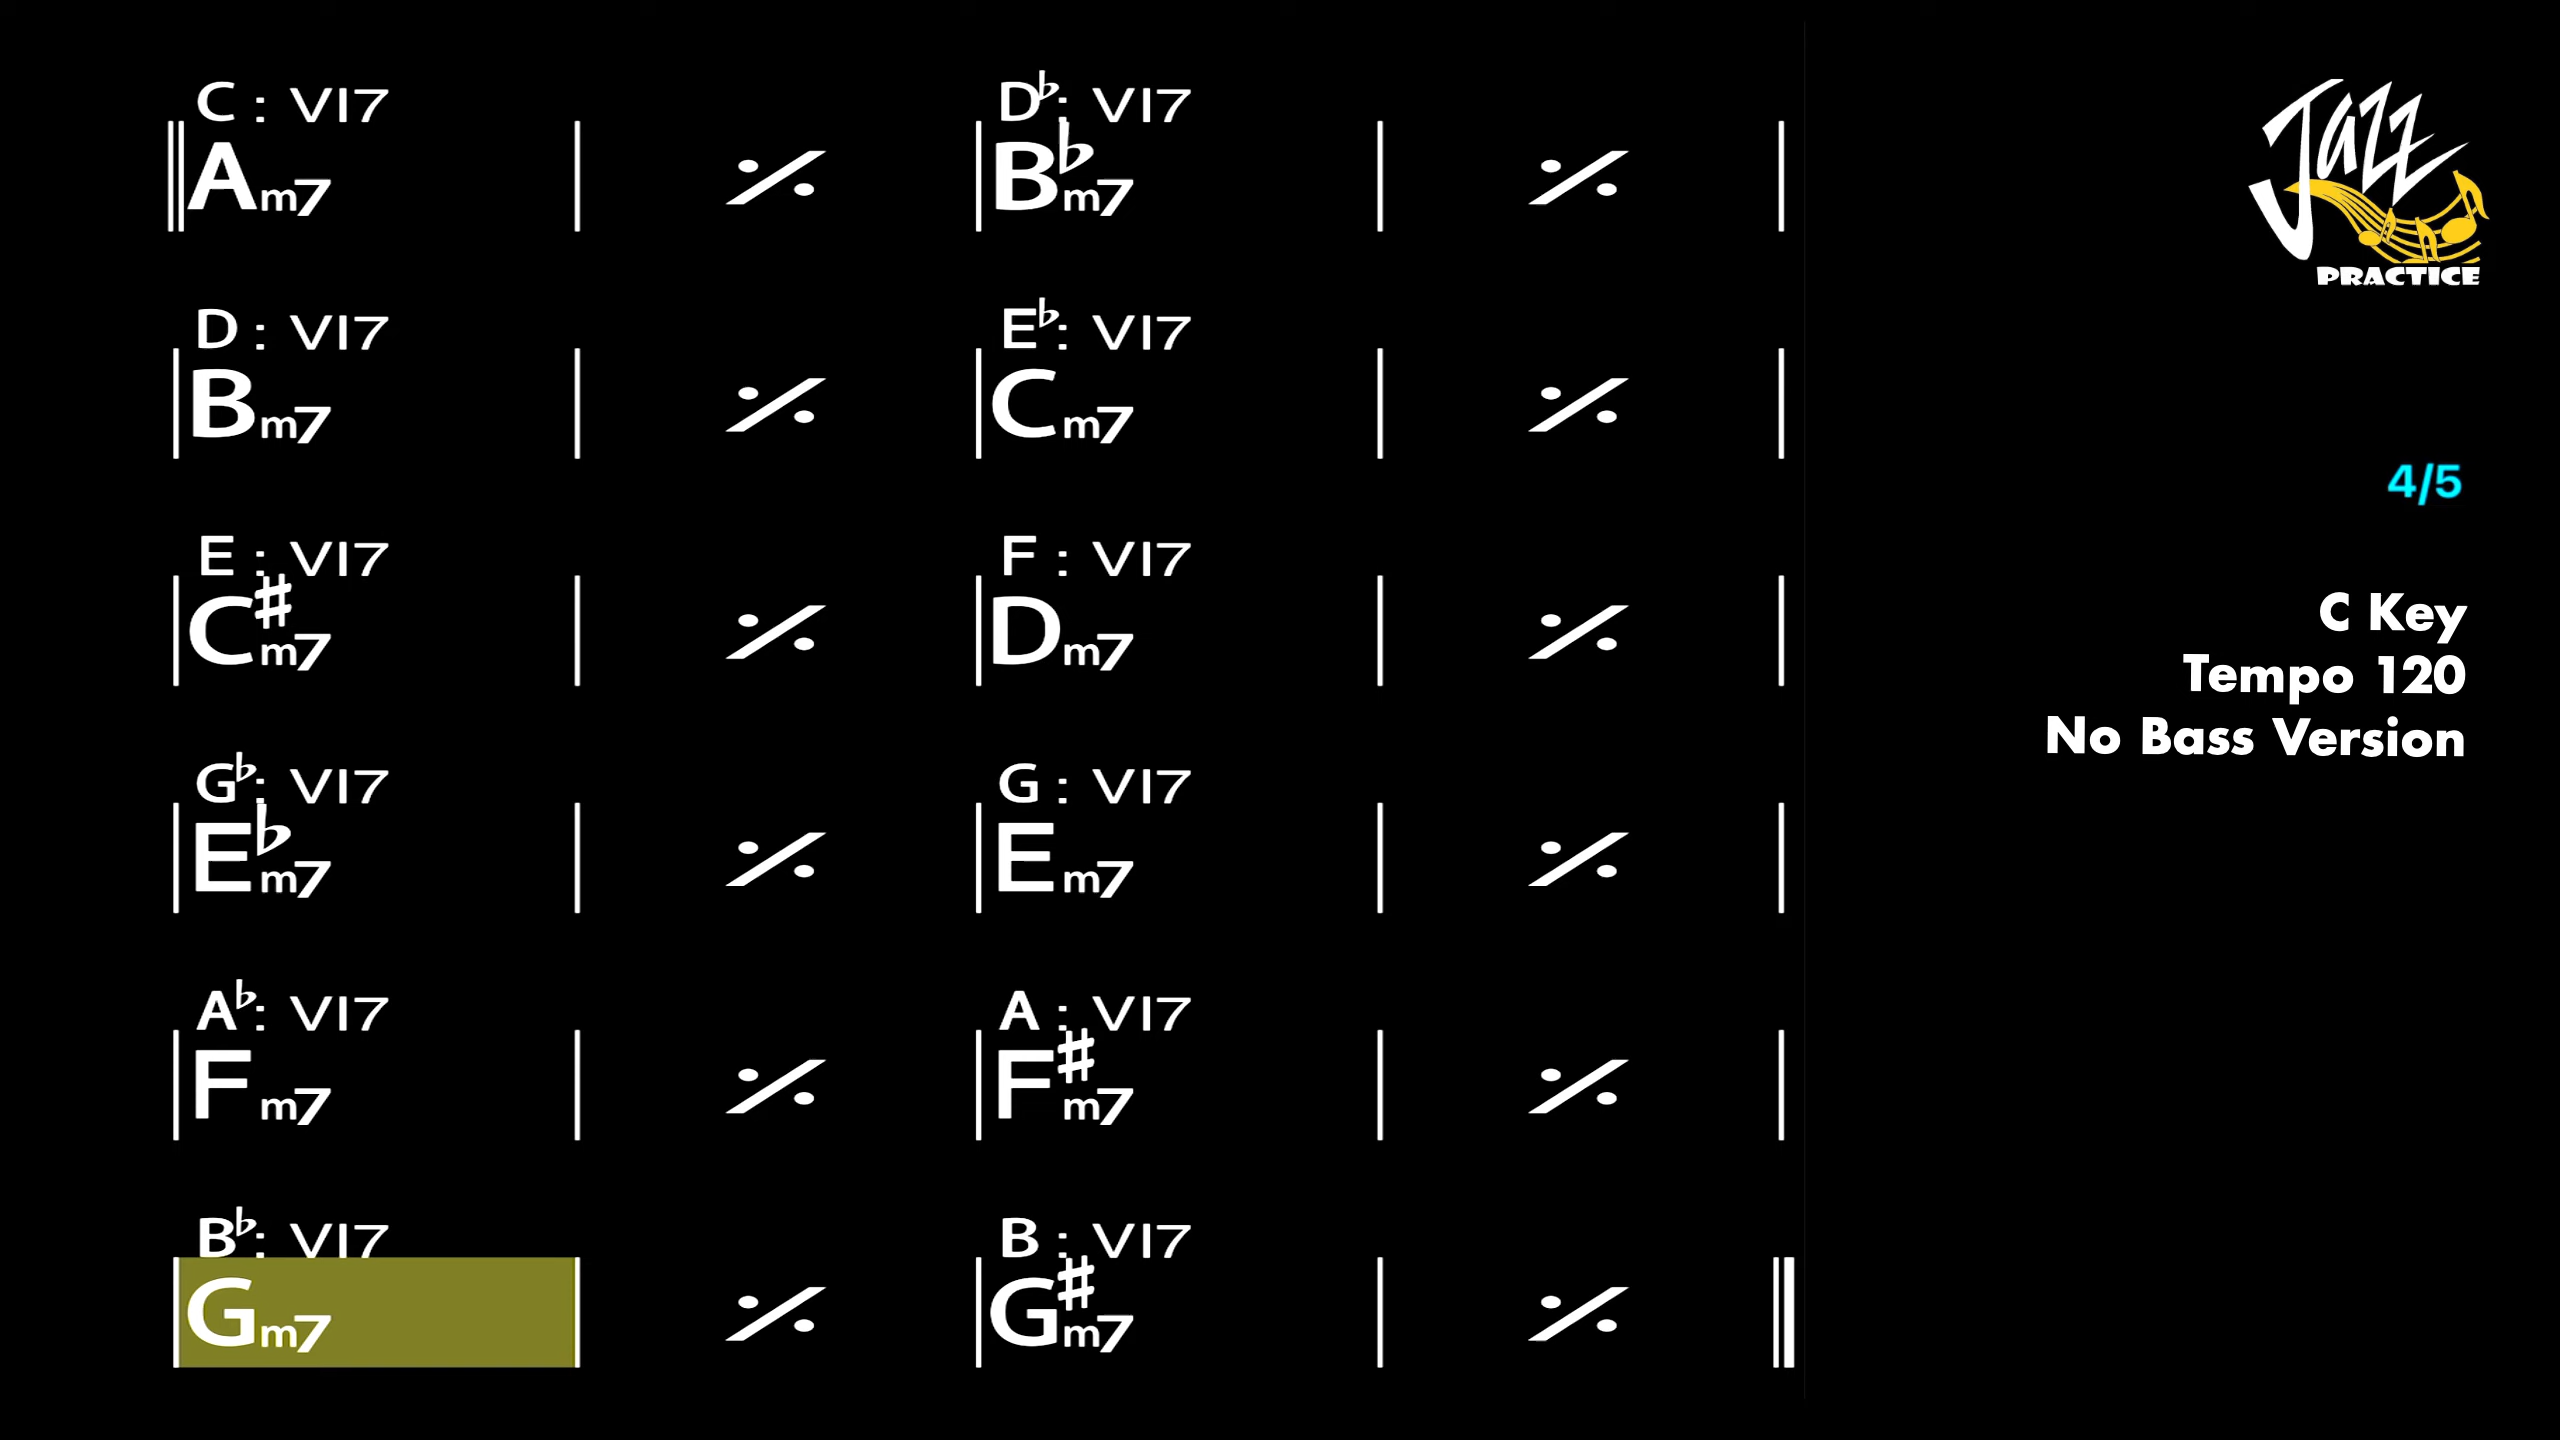 C : VI7 D♭: VI7
Am7 | 𝄎 | B♭m7 | 𝄎
D : VI7 E♭: VI7
Bm7 | 𝄎 | Cm7 | 𝄎
E : VI7 F : VI7
C♯m7 | 𝄎 | Dm7 | 𝄎
G♭: VI7 G : VI7
E♭m7 | 𝄎 | Em7 | 𝄎
A♭: VI7 A : VI7
Fm7 | 𝄎 | F♯m7 | 𝄎
B♭: VI7 B : VI7
Gm7 | 𝄎 | G♯m7 | 𝄎
Jazz
PRACTICE
4/5
C Key
Tempo 120
No Bass Version